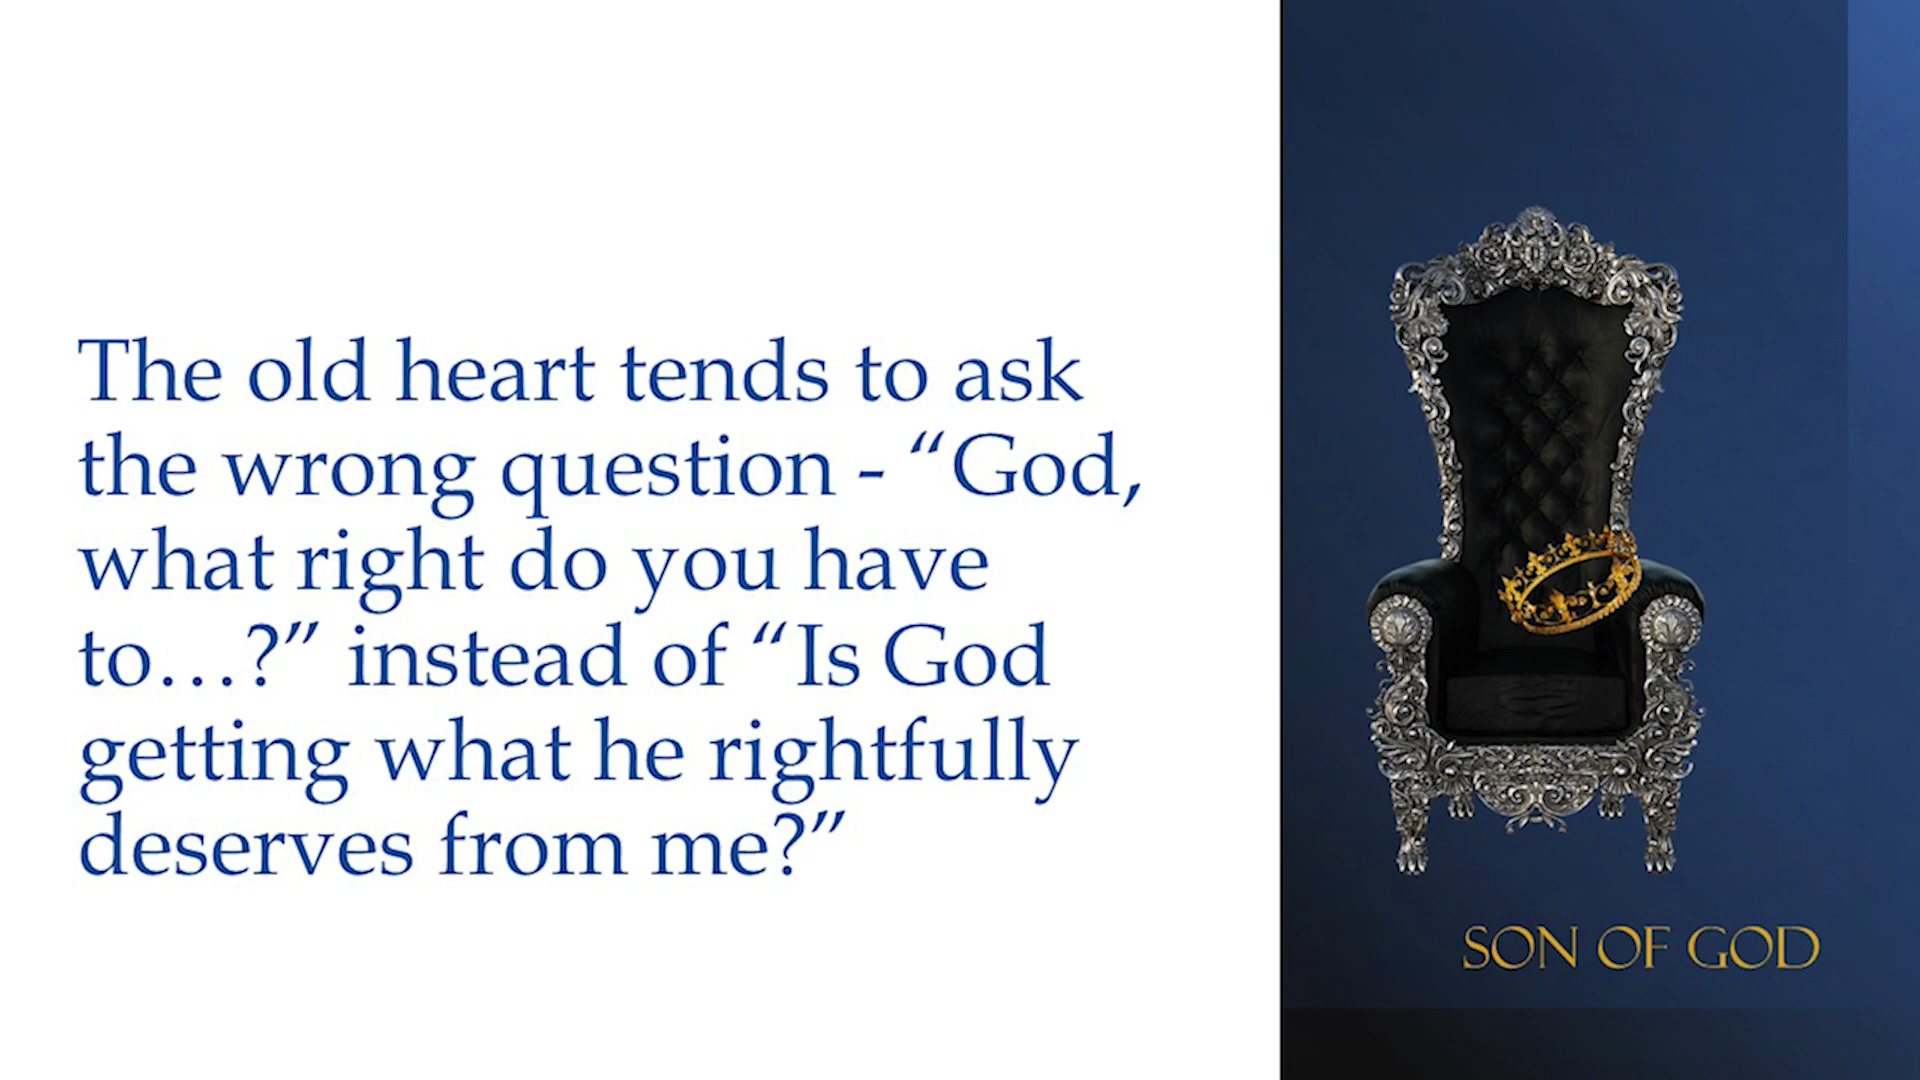 The old heart tends to ask
the wrong question - “God,
what right do you have
to…?” instead of “Is God
getting what he rightfully
deserves from me?”
SON OF GOD